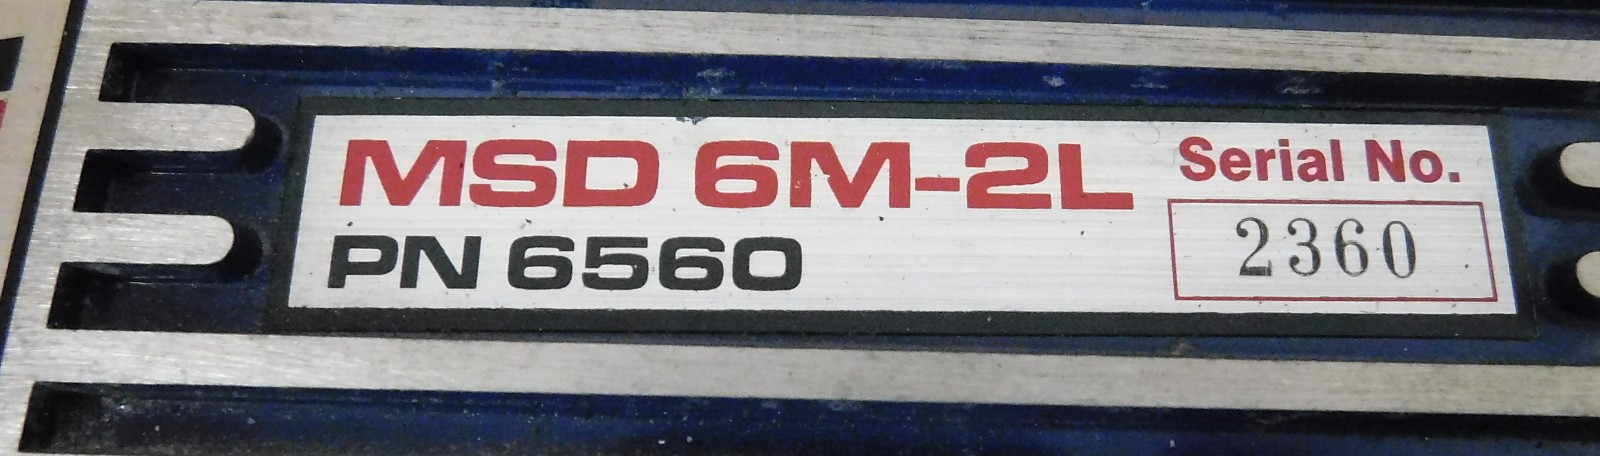 MSD 6M-2L
PN 6560
Serial No.
2360